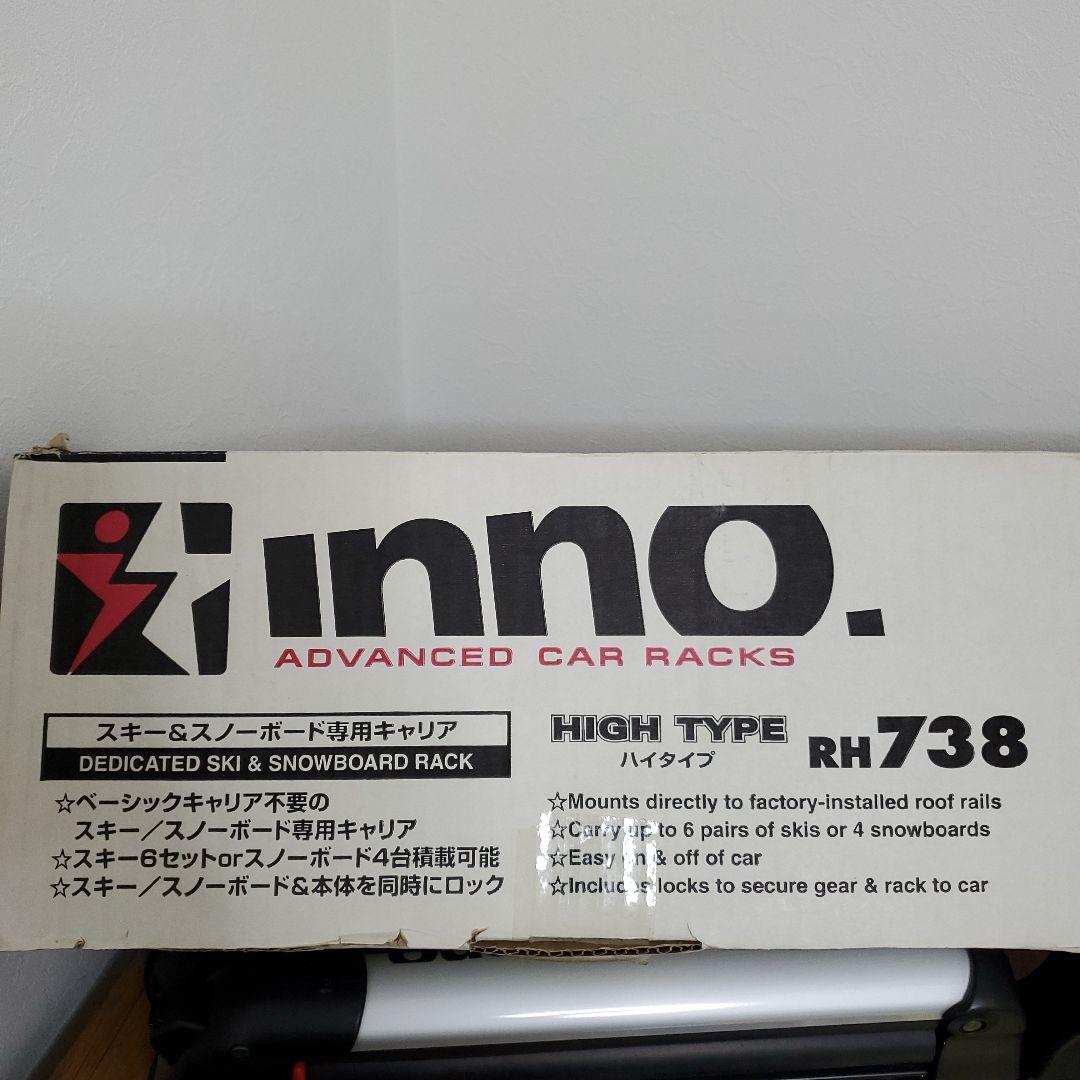 inno.
ADVANCED CAR RACKS
スキー&スノーボード専用キャリア
DEDICATED SKI & SNOWBOARD RACK
☆ベーシックキャリア不要の
スキー／スノーボード専用キャリア
☆スキー6セットorスノーボード4台積載可能
☆スキー／スノーボード&本体を同時にロック
HIGH TYPE
ハイタイプ
RH738
☆Mounts directly to factory-installed roof rails
☆Carry up to 6 pairs of skis or 4 snowboards
☆Easy on & off of car
☆Includes locks to secure gear & rack to car